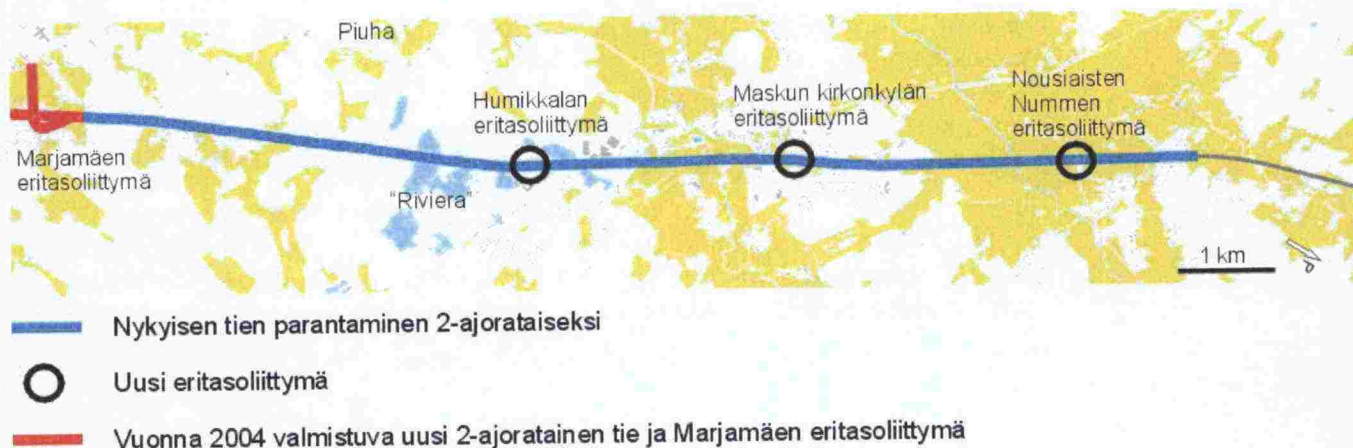 Piuha
Humikkalan
eritasoliittymä
Maskun kirkonkylän
eritasoliittymä
Nousiaisten
Nummen
eritasoliittymä
Marjamäen
eritasoliittymä
"Riviera"
1 km
Nykyisen tien parantaminen 2-ajorataiseksi
Uusi eritasoliittymä
Vuonna 2004 valmistuva uusi 2-ajoratainen tie ja Marjamäen eritasoliittymä